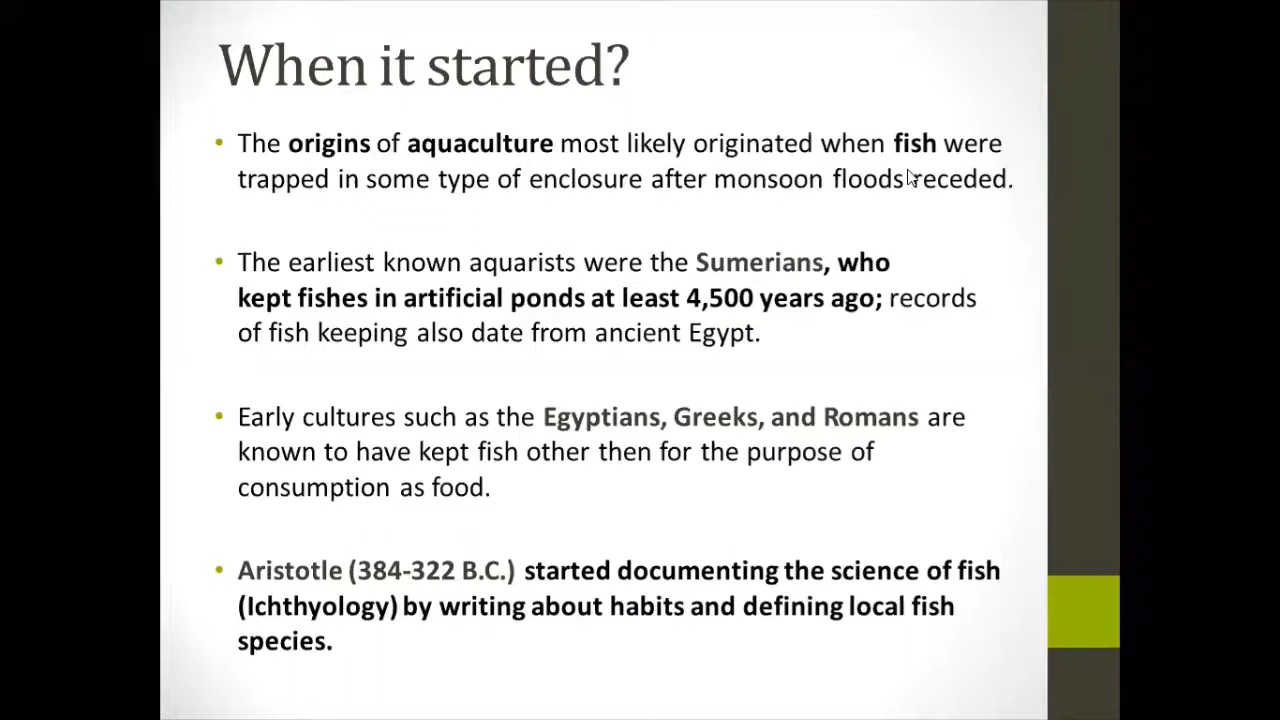 When it started?
• The origins of aquaculture most likely originated when fish were
trapped in some type of enclosure after monsoon floods receded.
• The earliest known aquarists were the Sumerians, who
kept fishes in artificial ponds at least 4,500 years ago; records
of fish keeping also date from ancient Egypt.
• Early cultures such as the Egyptians, Greeks, and Romans are
known to have kept fish other then for the purpose of
consumption as food.
• Aristotle (384-322 B.C.) started documenting the science of fish
(Ichthyology) by writing about habits and defining local fish
species.